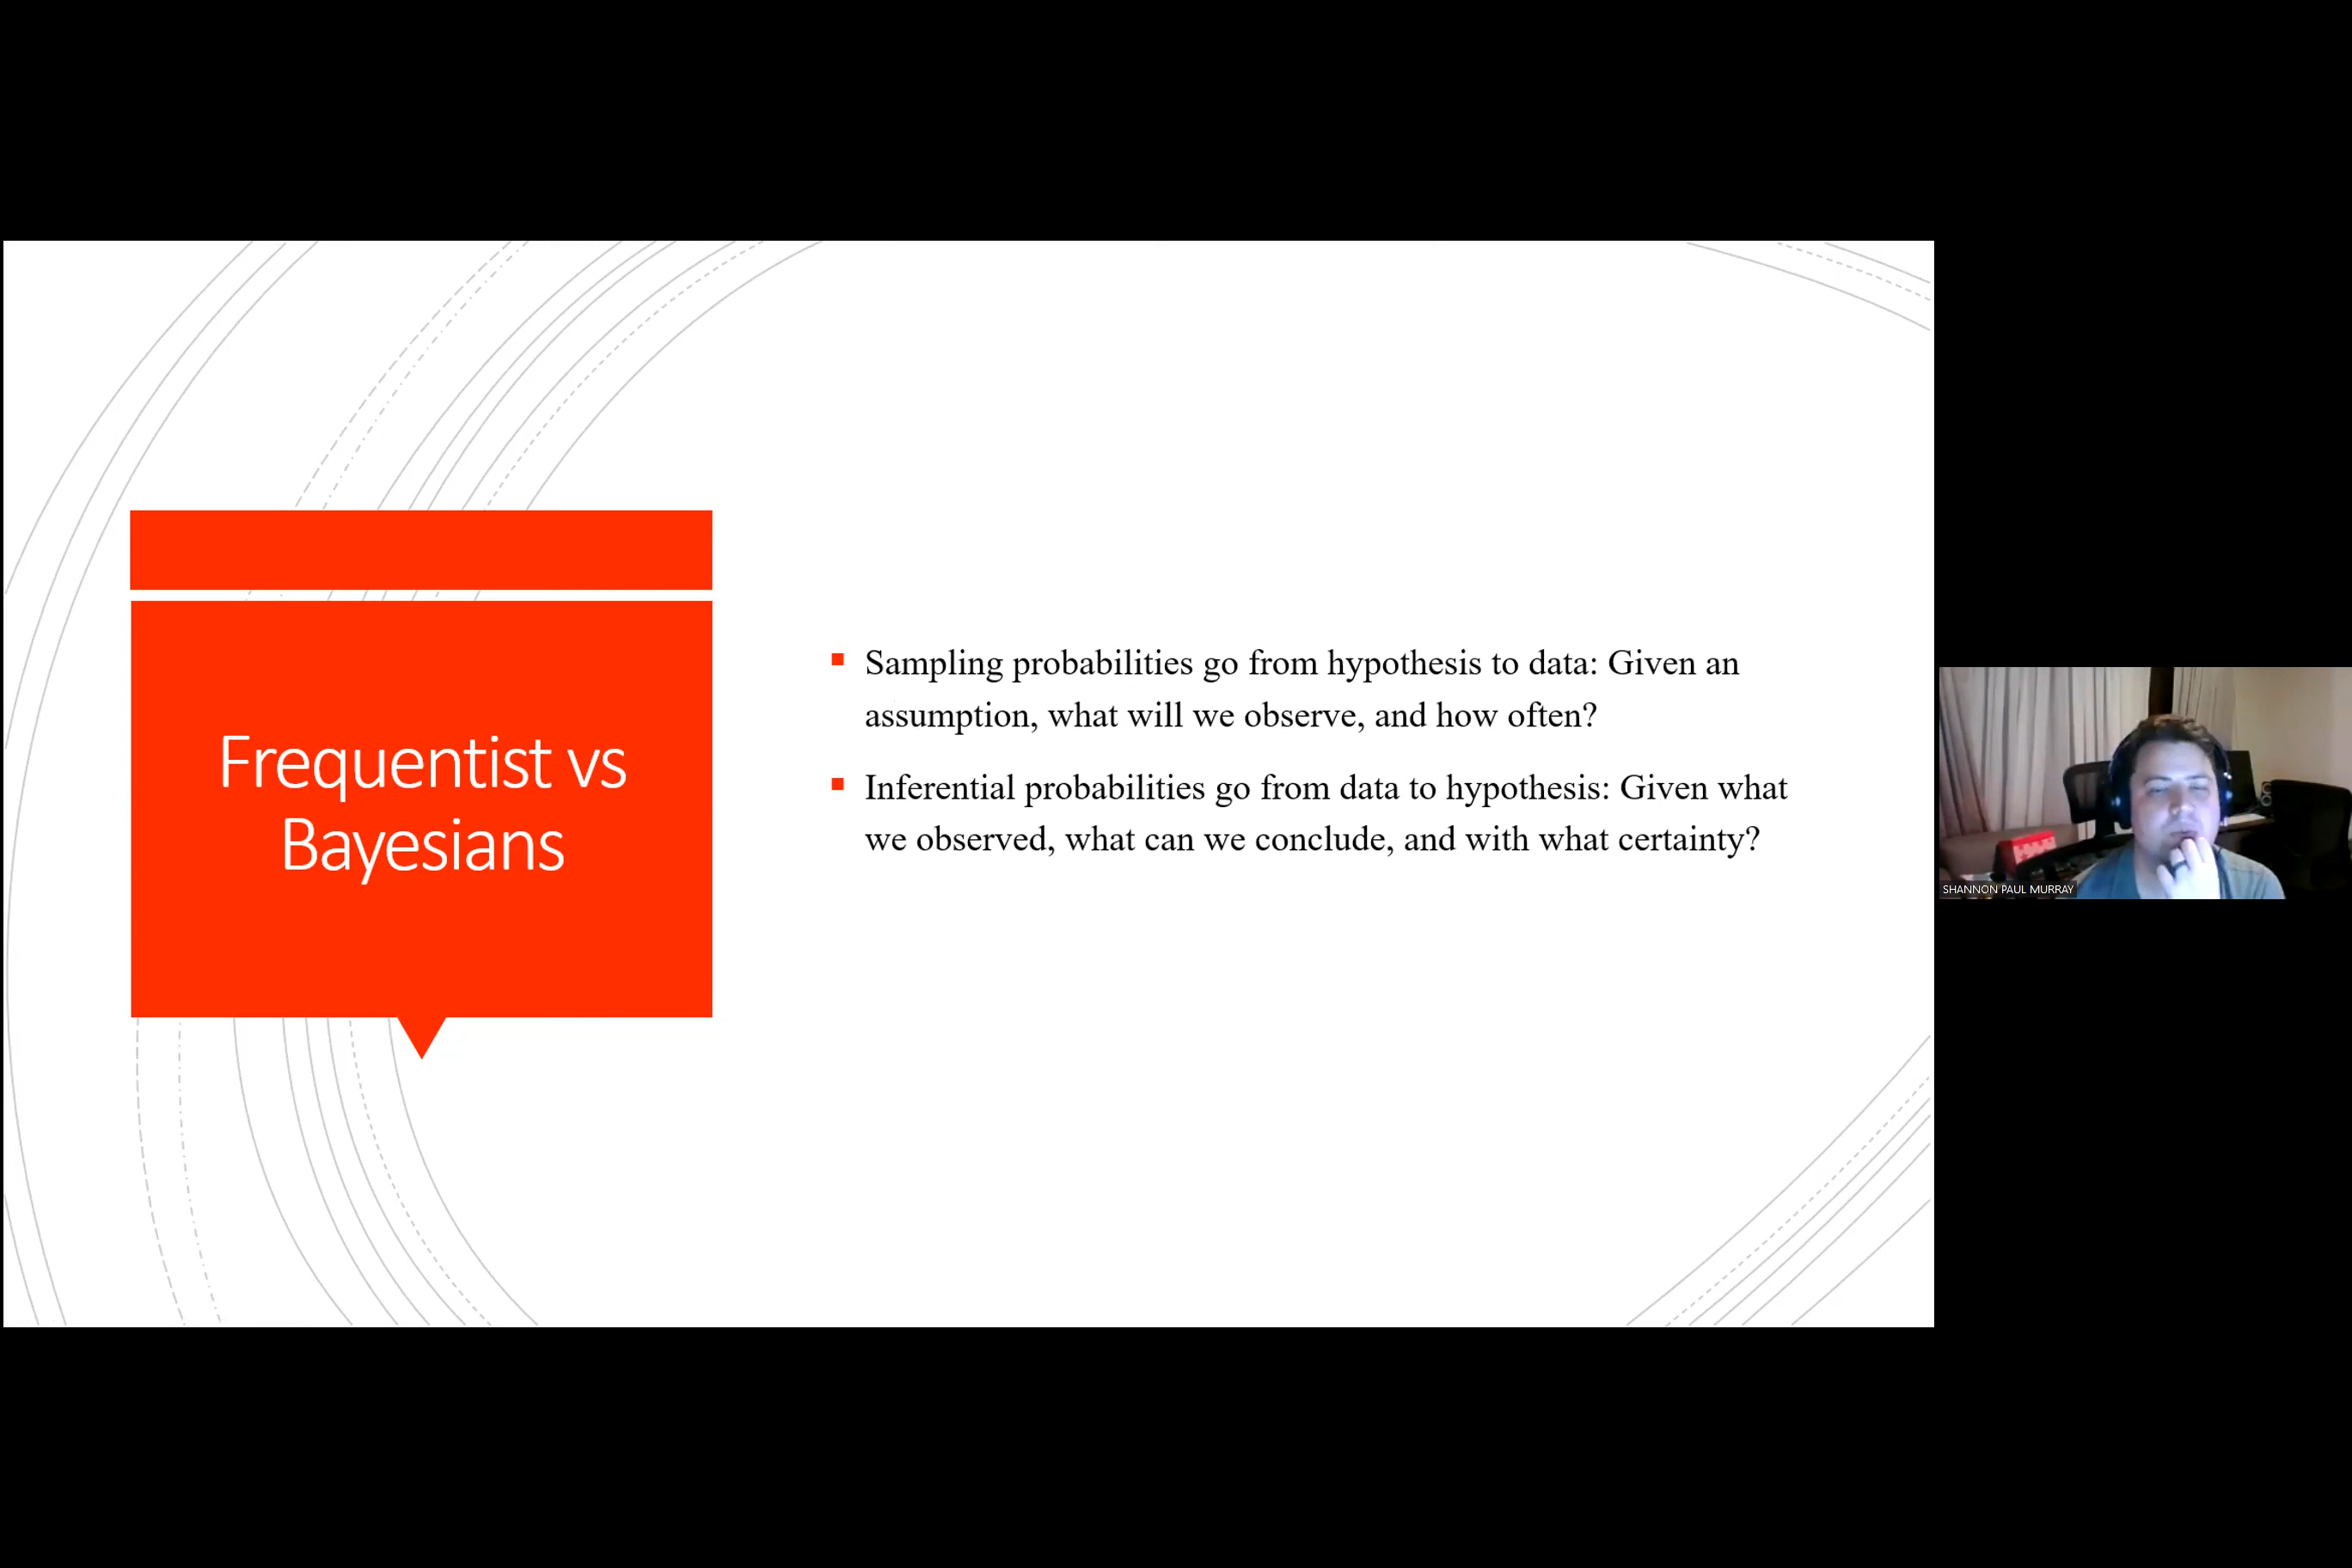 Frequentist vs
Bayesians
Sampling probabilities go from hypothesis to data: Given an
assumption, what will we observe, and how often?
Inferential probabilities go from data to hypothesis: Given what
we observed, what can we conclude, and with what certainty?
SHANNON PAUL MURRAY